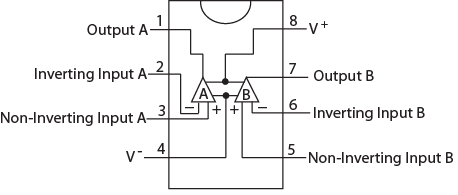 Output A 1 8 V+
Inverting Input A 2 7 Output B
A B
Non-Inverting Input A 3 − + + − 6 Inverting Input B
V- 4 5 Non-Inverting Input B